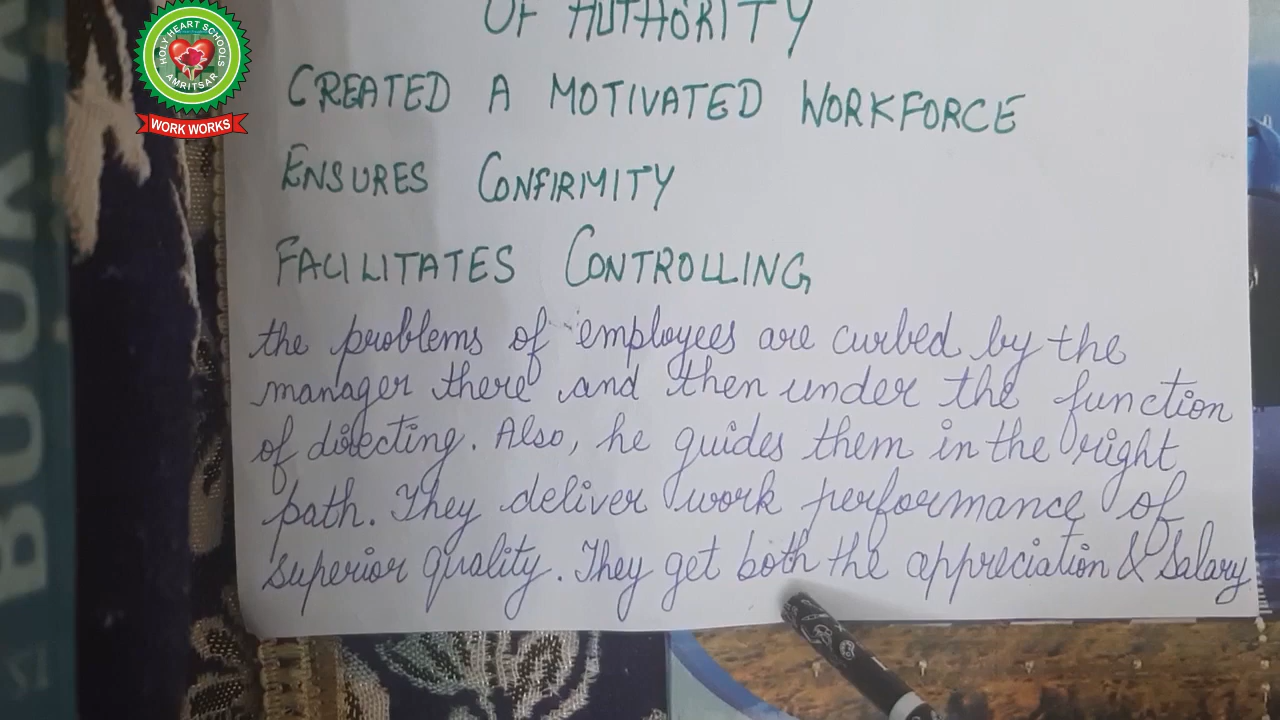 HOLY HEART SCHOOLS
AMRITSAR
WORK WORKS
OF AUTHORITY
CREATED A MOTIVATED WORKFORCE
ENSURES CONFIRMITY
FACILITATES CONTROLLING
the problems of employees are curbed by the
manager there and then under the function
of directing. Also, he guides them in the right
path. They deliver work performance of
superior quality. They get both the appreciation & Salary